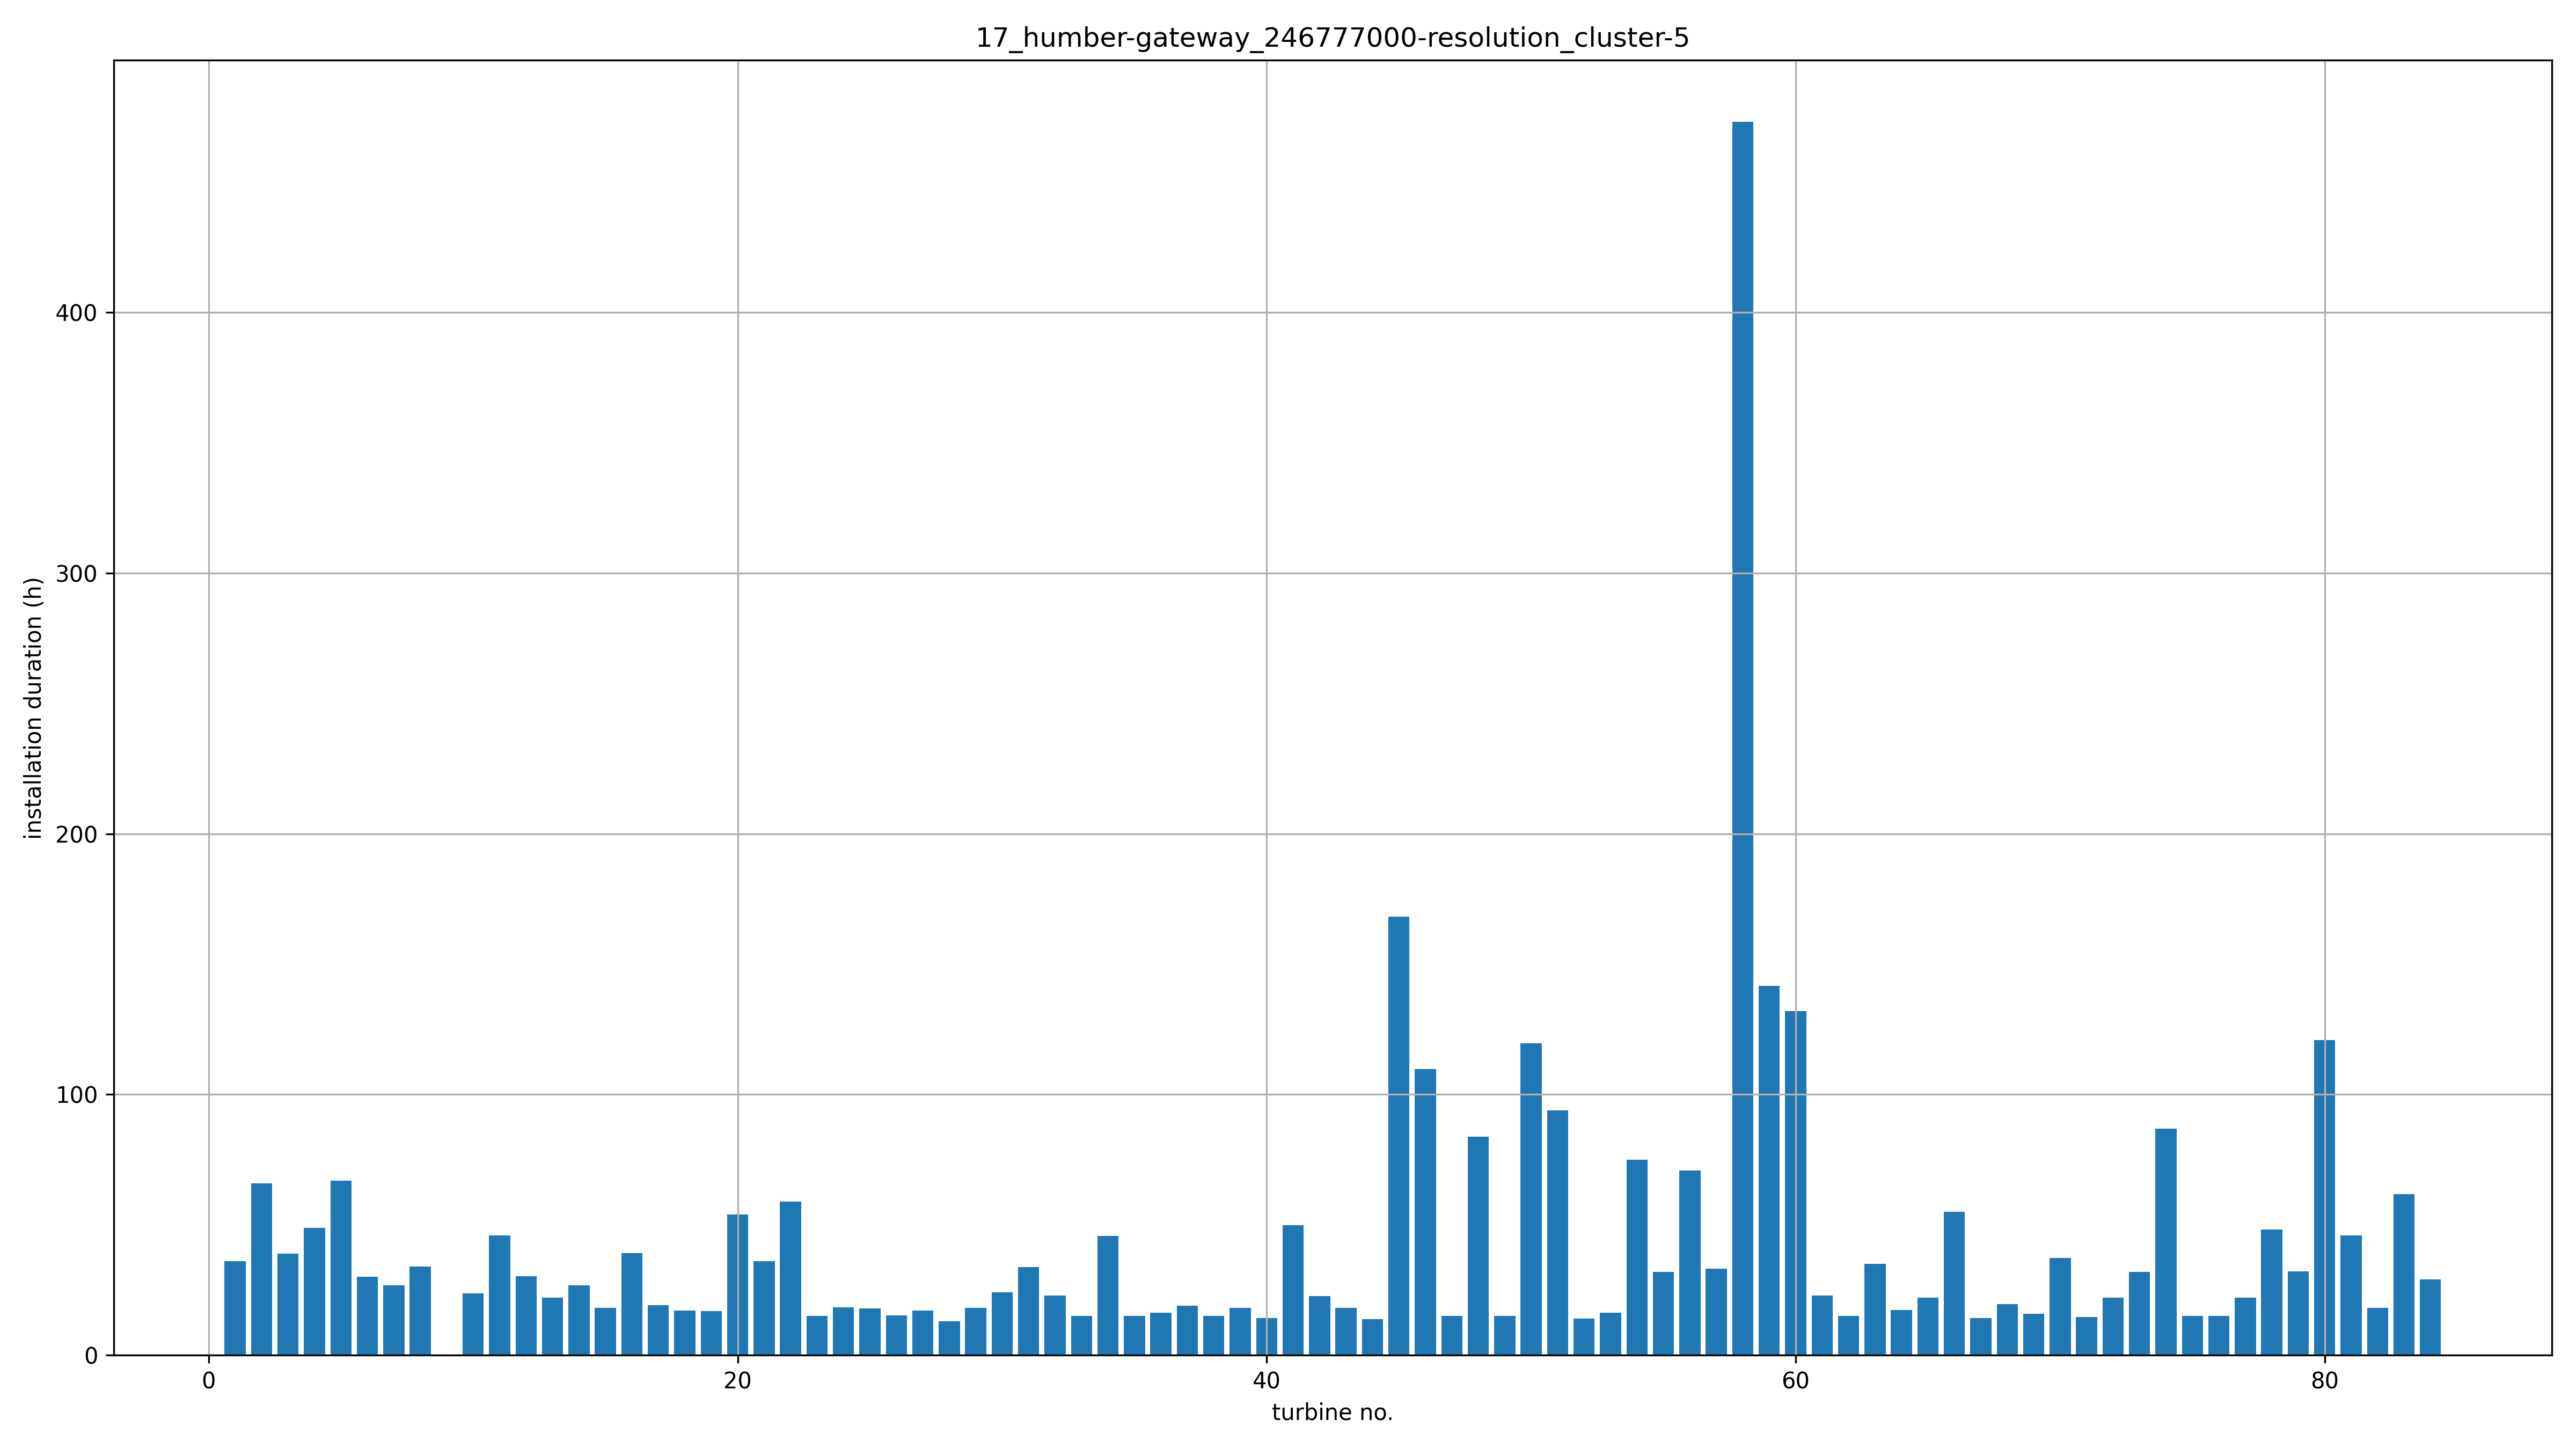 17_humber-gateway_246777000-resolution_cluster-5
installation duration (h)
400
300
200
100
0
0 20 40 60 80
turbine no.